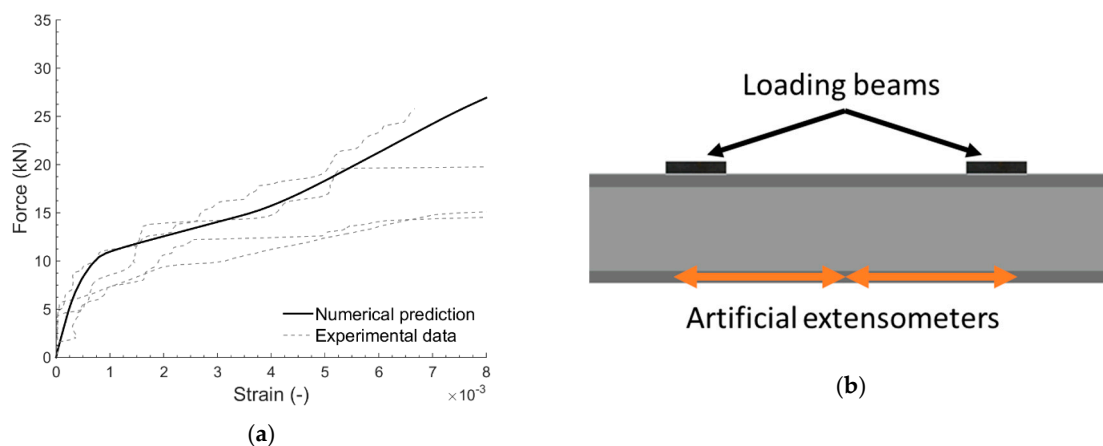 35
30
25
20
15
10
5
0
Force (kN)
Numerical prediction
Experimental data
0 1 2 3 4 5 6 7 8
Strain (-)
×10⁻³
(a)
Loading beams
Artificial extensometers
(b)